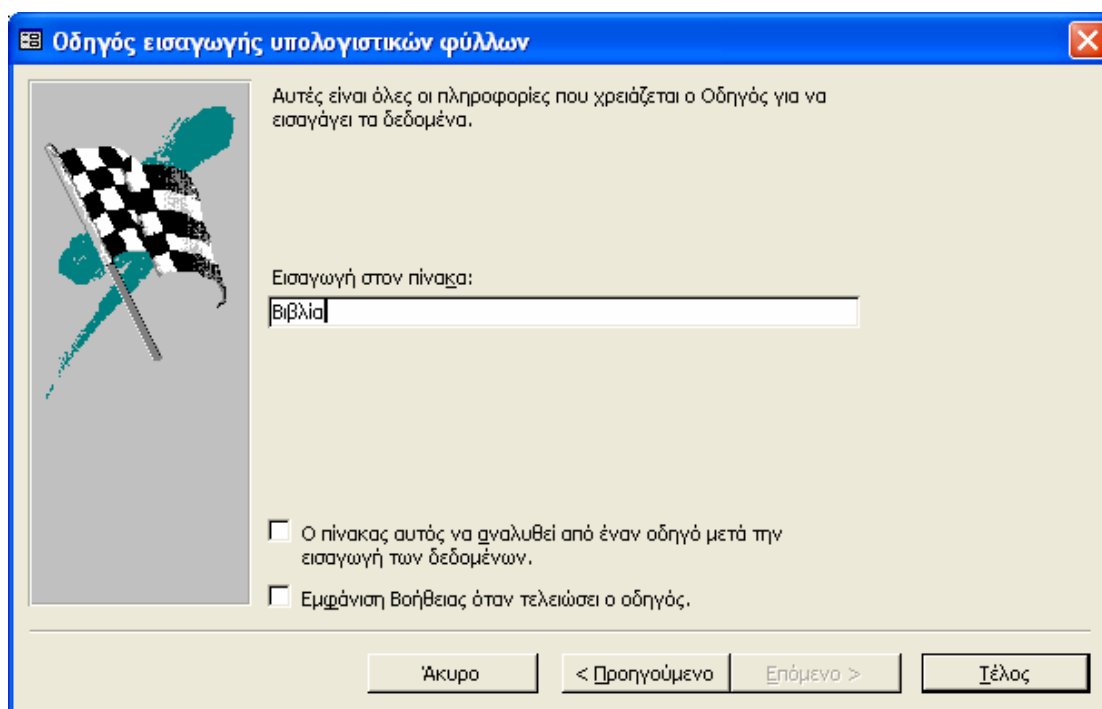 Οδηγός εισαγωγής υπολογιστικών φύλλων
Αυτές είναι όλες οι πληροφορίες που χρειάζεται ο Οδηγός για να
εισαγάγει τα δεδομένα.
Εισαγωγή στον πίνακα:
Βιβλία
Ο πίνακας αυτός να αναλυθεί από έναν οδηγό μετά την
εισαγωγή των δεδομένων.
Εμφάνιση Βοήθειας όταν τελειώσει ο οδηγός.
Άκυρο
< Προηγούμενο
Επόμενο >
Τέλος